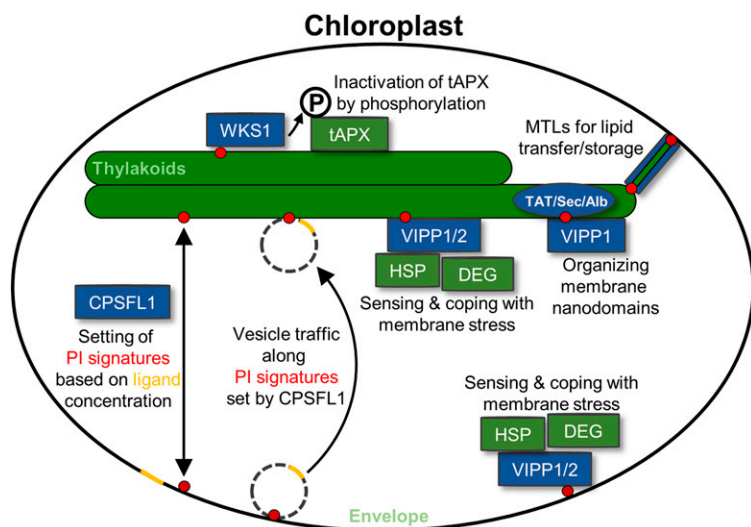 Chloroplast
Inactivation of tAPX
by phosphorylation
P
WKS1
tAPX
MTLs for lipid
transfer/storage
Thylakoids
TAT/Sec/Alb
VIPP1/2
VIPP1
HSP
DEG
Organizing
membrane
nanodomains
Sensing & coping with
membrane stress
CPSFL1
Setting of
PI signatures
based on ligand
concentration
Vesicle traffic
along
PI signatures
set by CPSFL1
Sensing & coping with
membrane stress
HSP
DEG
VIPP1/2
Envelope